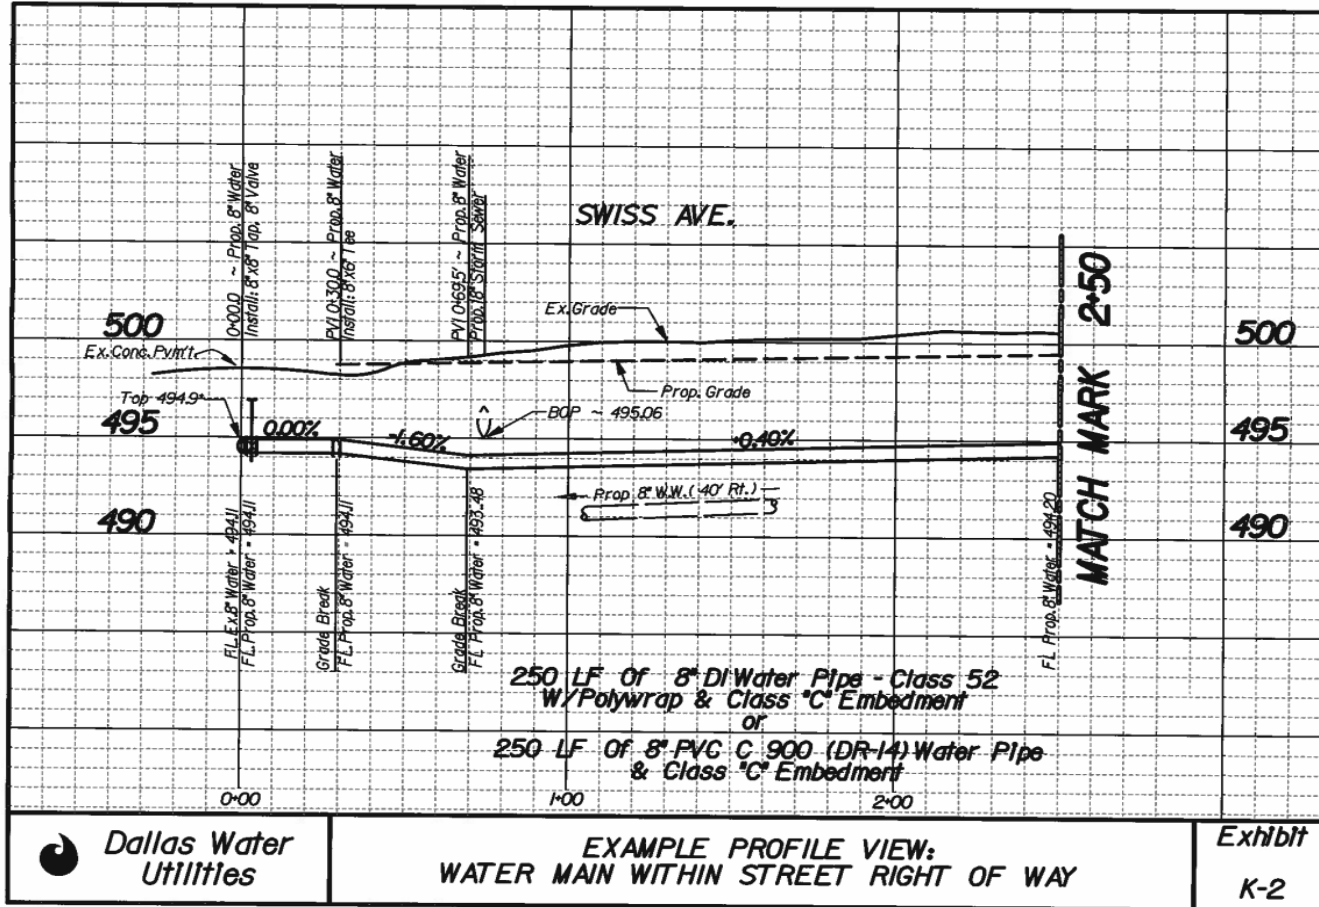 0+00.0 ~ Prop. 8" Water
Install: 8"x8" Tap, 8" Valve
PVI 0+30.0 ~ Prop. 8" Water
Install: 8"x6" Tee
PVI 0+69.5' ~ Prop. 8" Water
Prop. 18" Storm Sewer
SWISS AVE.
500
Ex. Conc. Pvm't.
Ex. Grade
Prop. Grade
500
Top 494.9±
495
0.00%
-1.60%
BOP ~ 495.06
+0.40%
495
Prop 8" W.W. ( 40' Rt.)
490
490
MATCH MARK 2+50
FL Ex. 8" Water = 494.11
FL Prop. 8" Water = 494.11
Grade Break
FL Prop. 8" Water = 494.11
Grade Break
FL Prop. 8" Water = 493.48
FL Prop. 8" Water = 494.20
250 LF Of 8" DI Water Pipe - Class 52
W/Polywrap & Class "C" Embedment
or
250 LF Of 8" PVC C 900 (DR-14) Water Pipe
& Class "C" Embedment
0+00
1+00
2+00
Dallas Water
Utilities
EXAMPLE PROFILE VIEW:
WATER MAIN WITHIN STREET RIGHT OF WAY
Exhibit
K-2